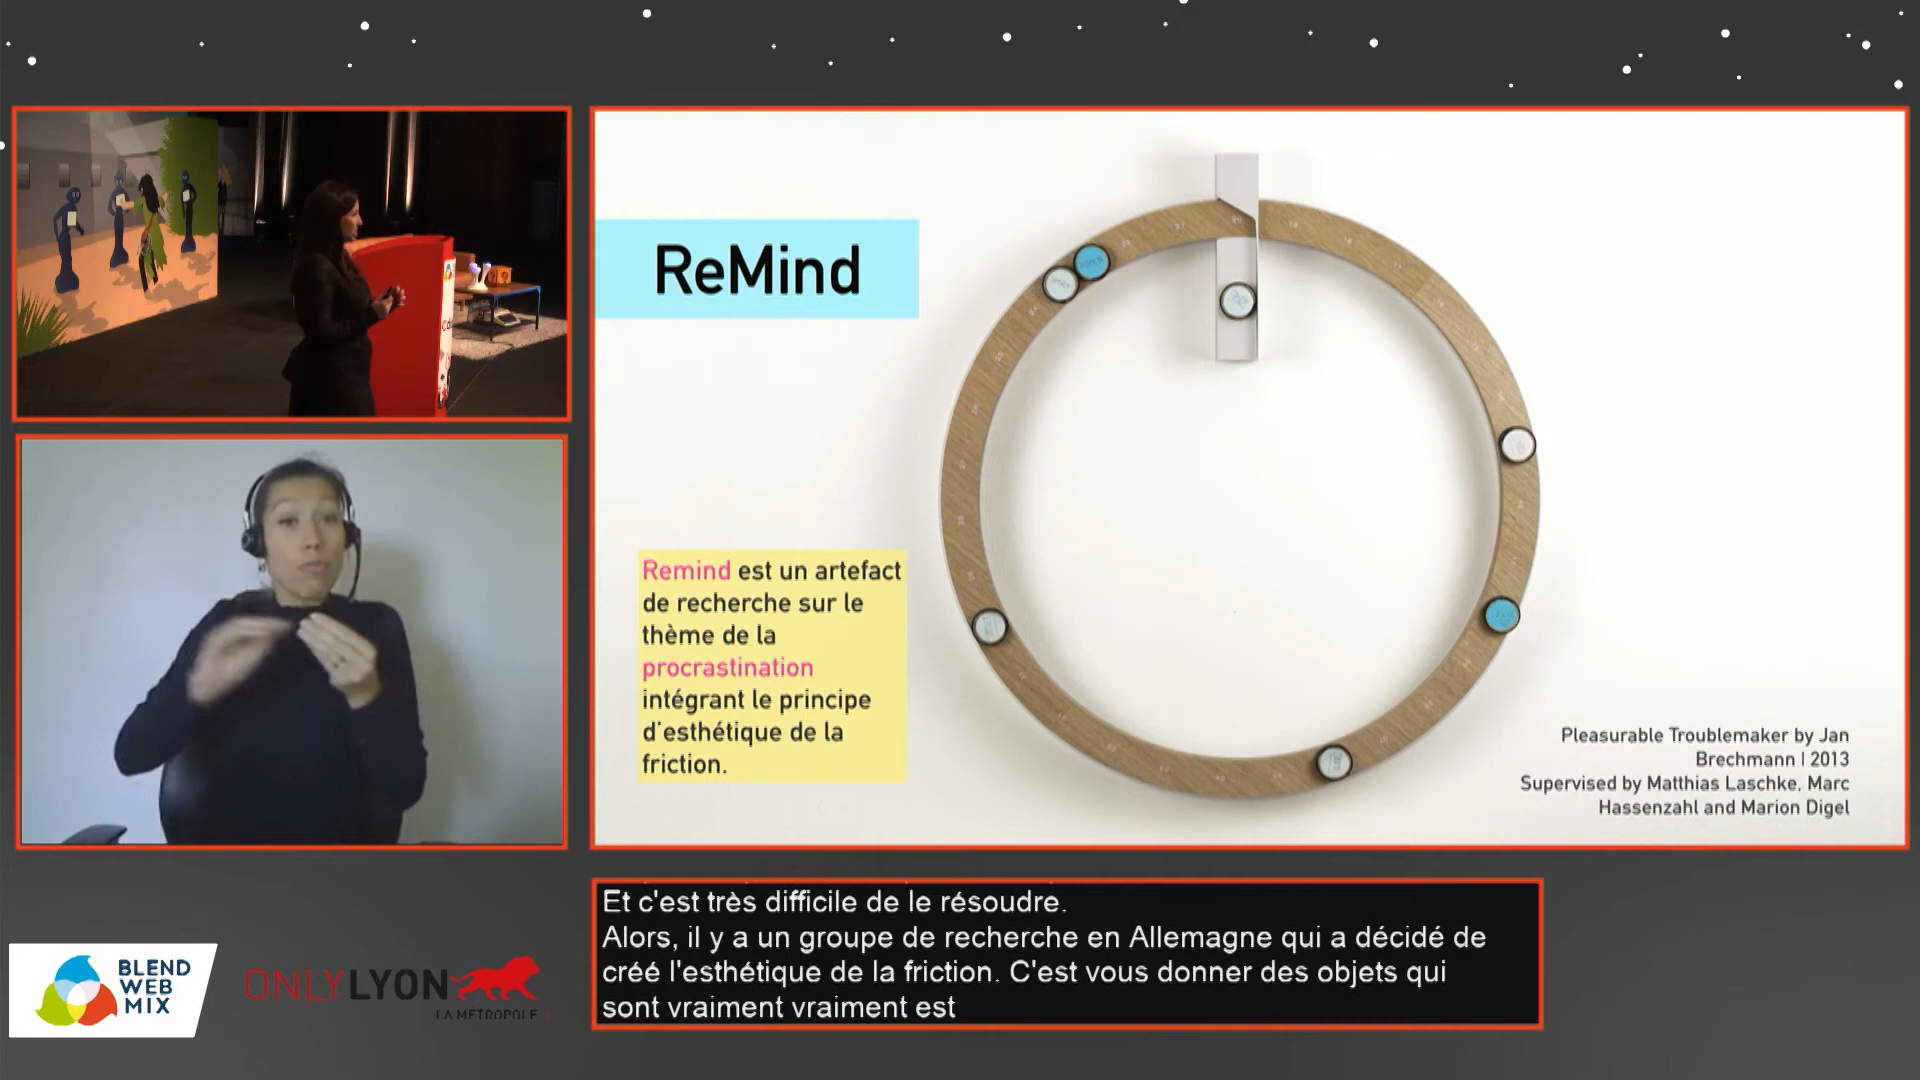 ReMind
Remind est un artefact
de recherche sur le
thème de la
procrastination
intégrant le principe
d'esthétique de la
friction.
Pleasurable Troublemaker by Jan
Brechmann | 2013
Supervised by Matthias Laschke, Marc
Hassenzahl and Marion Digel
Et c'est très difficile de le résoudre.
Alors, il y a un groupe de recherche en Allemagne qui a décidé de
créé l'esthétique de la friction. C'est vous donner des objets qui
sont vraiment vraiment est
BLEND
WEB
MIX
ONLYLYON
LA MÉTROPOLE